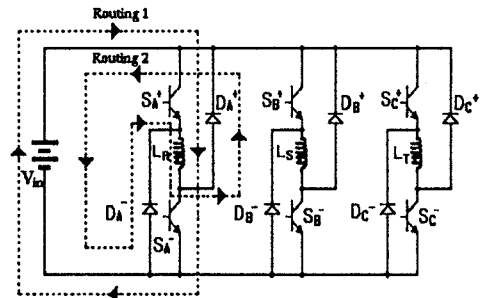 Routing 1
Routing 2
S_A^+ D_A^+ S_B^+ D_B^+ S_C^+ D_C^+
V_in L_R L_S L_T
D_A^- D_B^- D_C^-
S_A^- S_B^- S_C^-